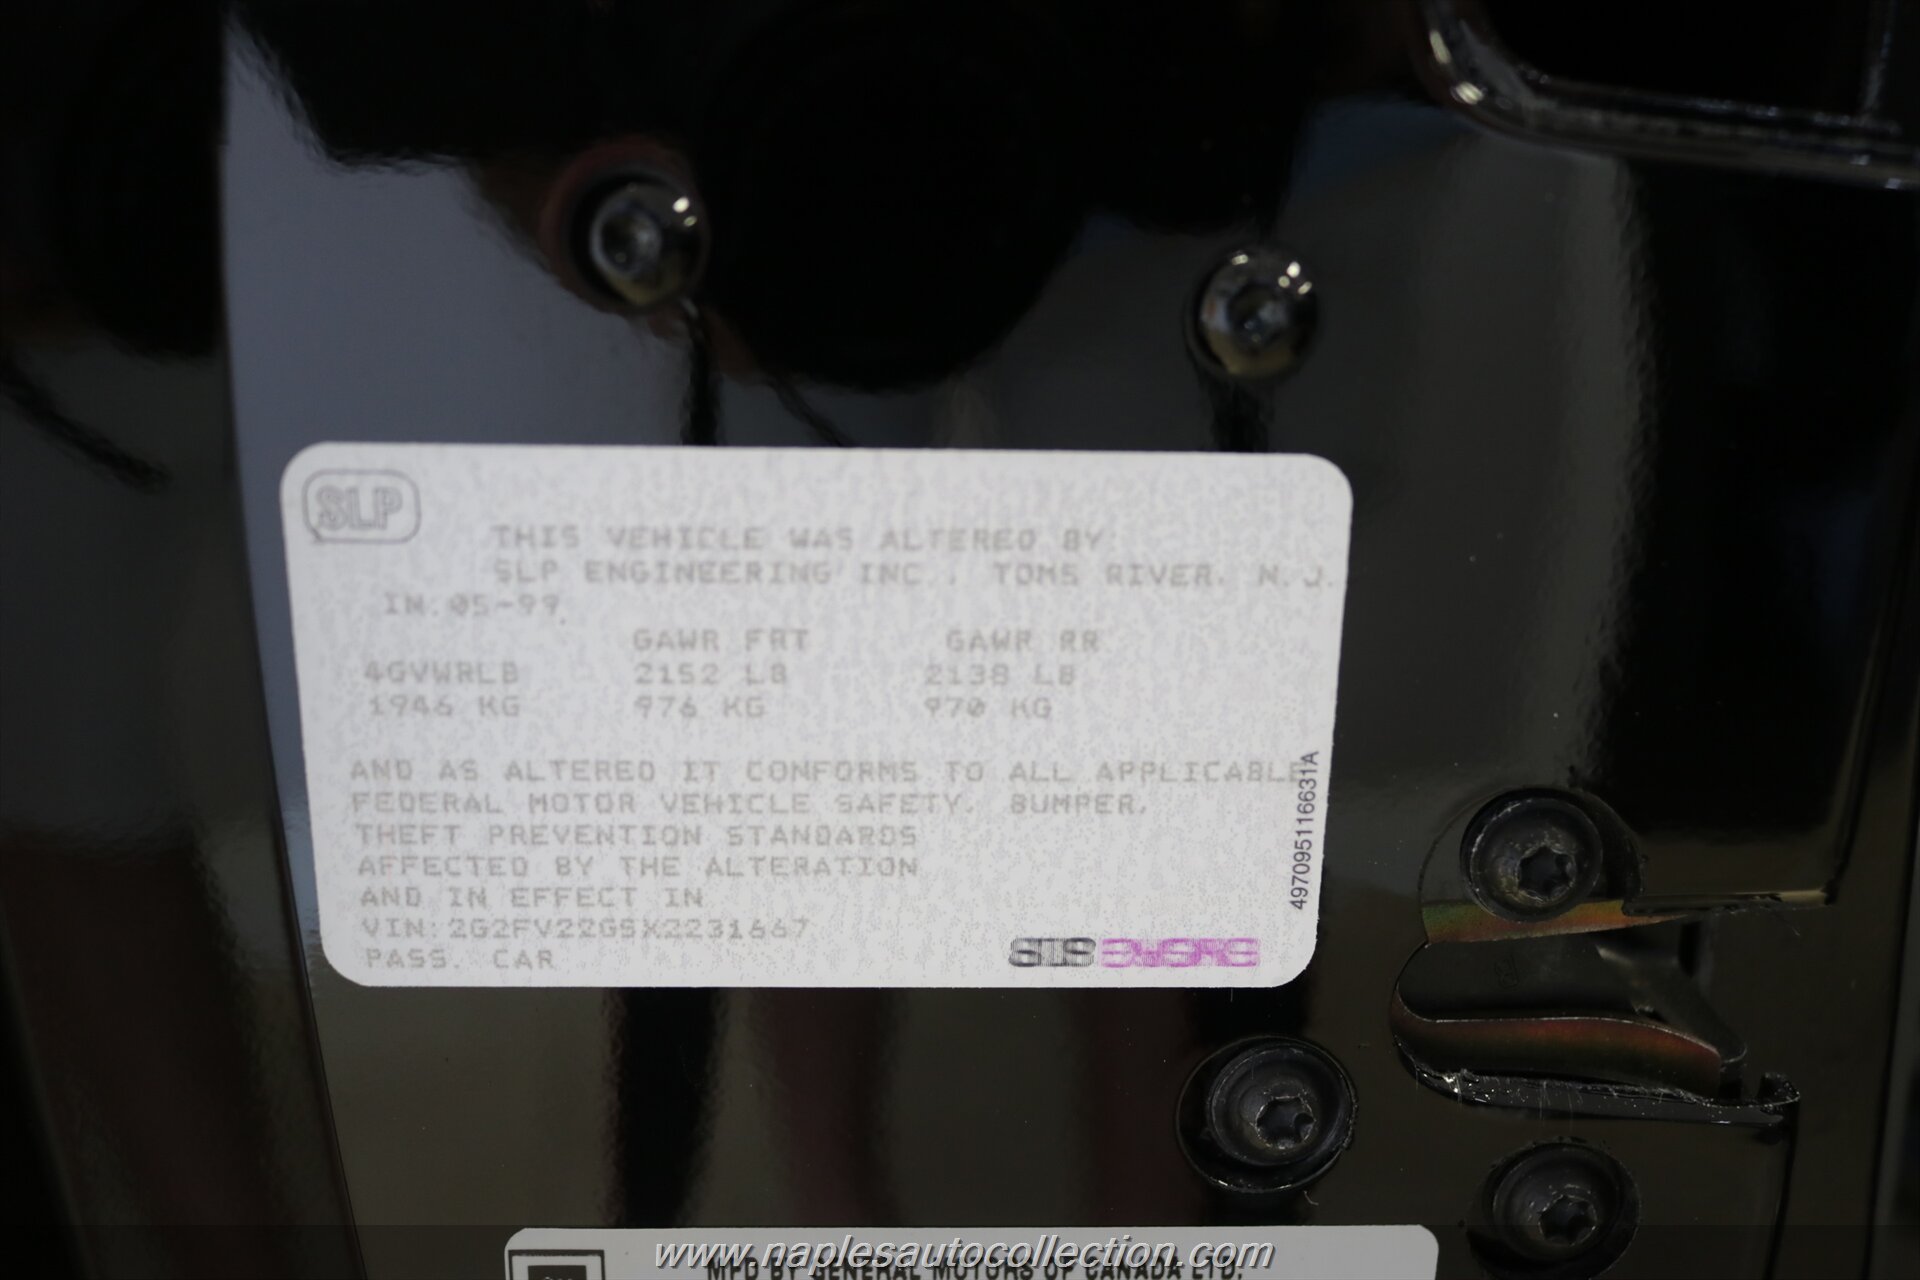 SLP
THIS VEHICLE WAS ALTERED BY:
SLP ENGINEERING INC., TOMS RIVER, N.J.
IN: 05-99
GAWR FRT GAWR RR
4GVWRLB 2152 LB 2138 LB
1946 KG 976 KG 970 KG
AND AS ALTERED IT CONFORMS TO ALL APPLICABLE
FEDERAL MOTOR VEHICLE SAFETY, BUMPER,
THEFT PREVENTION STANDARDS
AFFECTED BY THE ALTERATION
AND IN EFFECT IN
VIN:2G2FV22G5X2231667
PASS. CAR
497095116631A
MFD BY GENERAL MOTORS OF CANADA LTD.
www.naplesautocollection.com